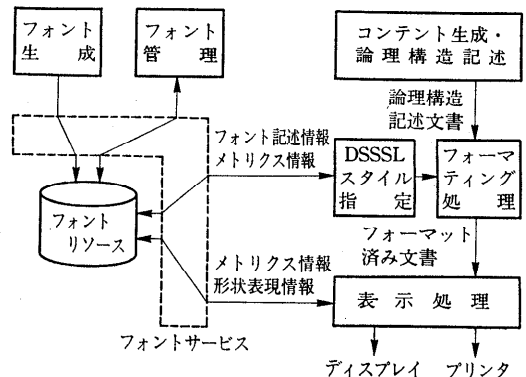 フォント
生成
フォント
管理
コンテント生成・
論理構造記述
論理構造
記述文書
フォント記述情報
メトリクス情報
DSSSL
スタイル
指定
フォーマ
ティング
処理
フォント
リソース
フォーマット
済み文書
メトリクス情報
形状表現情報
表示処理
フォントサービス
ディスプレイ
プリンタ